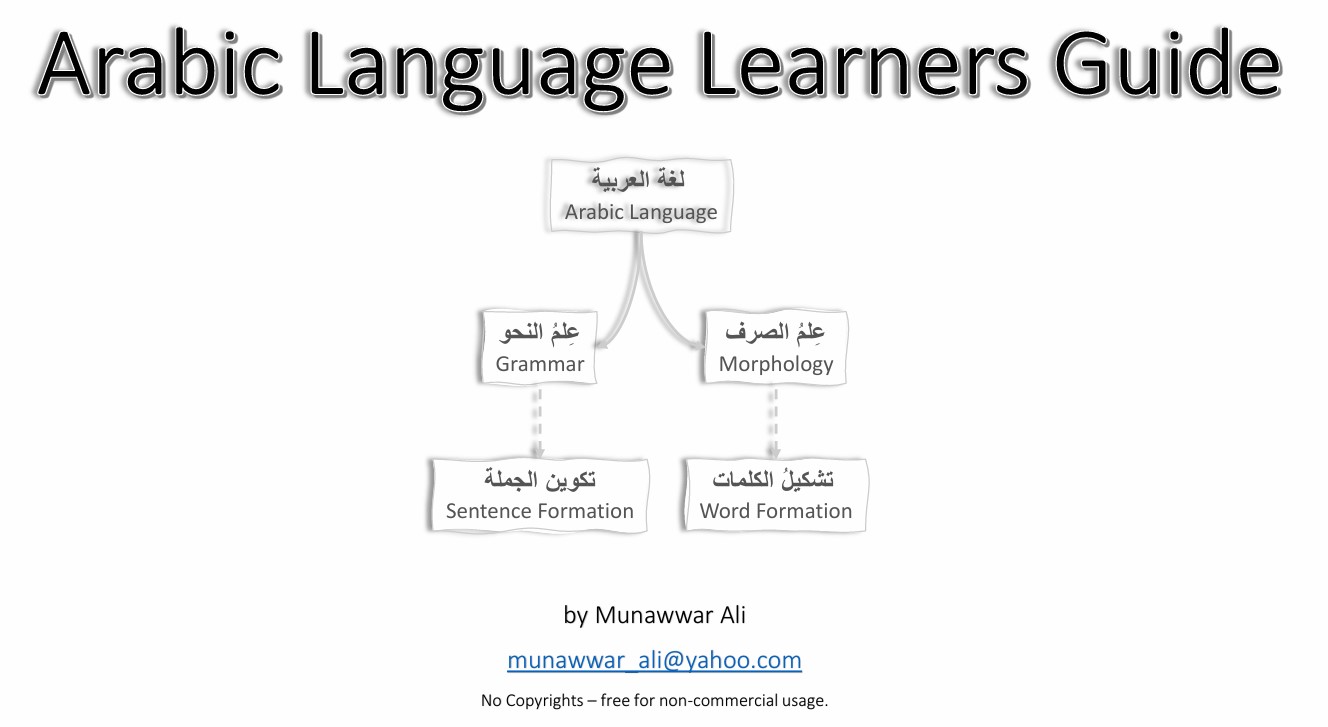 Arabic Language Learners Guide
لغة العربية
Arabic Language
عِلمُ النحو
Grammar
عِلمُ الصرف
Morphology
تكوين الجملة
Sentence Formation
تشكيلُ الكلمات
Word Formation
by Munawwar Ali
munawwar_ali@yahoo.com
No Copyrights – free for non-commercial usage.